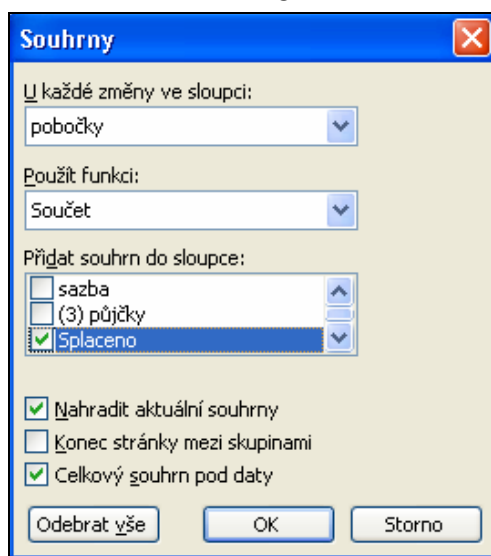 Souhrny
U každé změny ve sloupci:
pobočky
Použít funkci:
Součet
Přidat souhrn do sloupce:
sazba
(3) půjčky
Splaceno
Nahradit aktuální souhrny
Konec stránky mezi skupinami
Celkový souhrn pod daty
Odebrat vše OK Storno